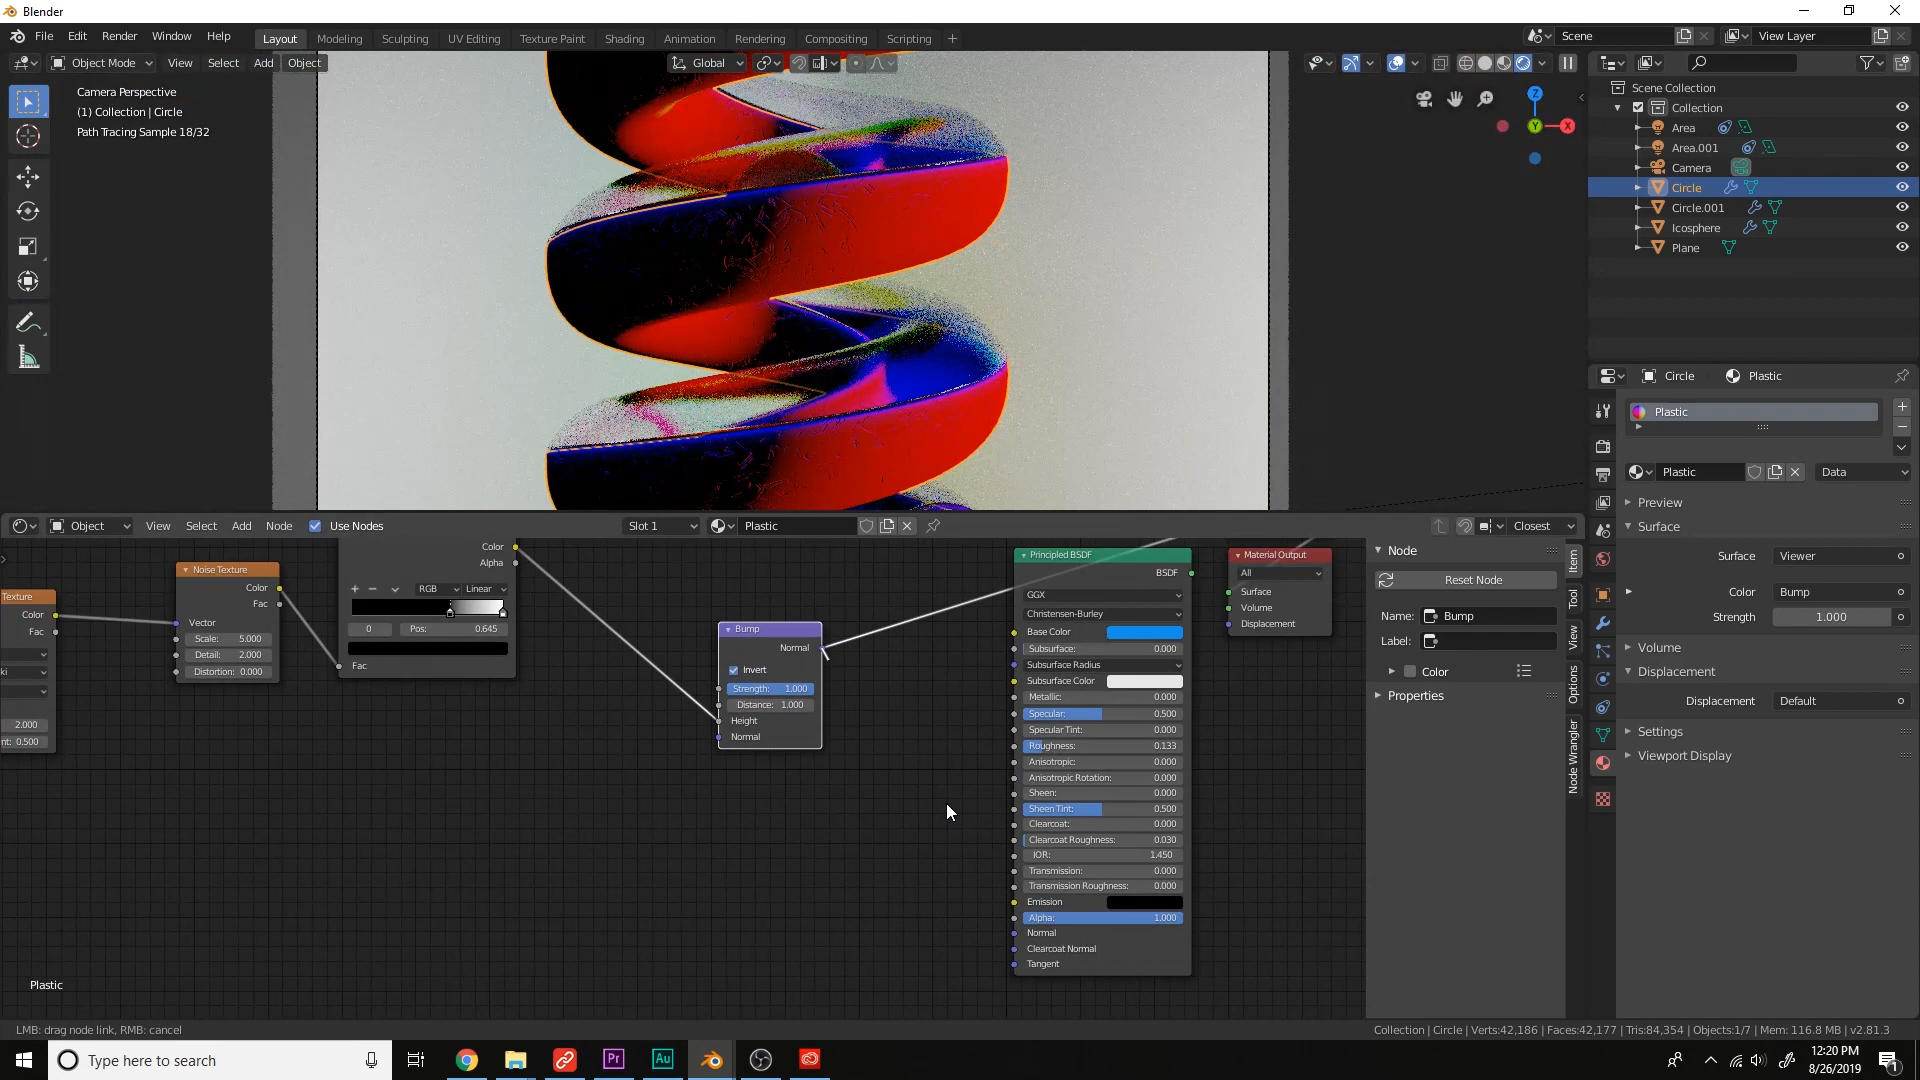 Blender
File Edit Render Window Help
Layout Modeling Sculpting UV Editing Texture Paint Shading Animation Rendering Compositing Scripting
Scene
View Layer
Object Mode View Select Add Object
Global
Camera Perspective
(1) Collection | Circle
Path Tracing Sample 18/32
Z
Y
X
Scene Collection
Collection
Area
Area.001
Camera
Circle
Circle.001
Icosphere
Plane
Circle Plastic
Plastic
Plastic Data
Preview
Surface
Surface Viewer
Color Bump
Strength 1.000
Volume
Displacement
Displacement Default
Settings
Viewport Display
Object View Select Add Node Use Nodes Slot 1 Plastic Closest
Texture
Color
Fac
2.000
0.500
Noise Texture
Color
Fac
Vector
Scale: 5.000
Detail: 2.000
Distortion: 0.000
Color
Alpha
RGB Linear
0 Pos: 0.645
Fac
Bump
Normal
Invert
Strength: 1.000
Distance: 1.000
Height
Normal
Principled BSDF
BSDF
GGX
Christensen-Burley
Base Color
Subsurface: 0.000
Subsurface Radius
Subsurface Color
Metallic: 0.000
Specular: 0.500
Specular Tint: 0.000
Roughness: 0.133
Anisotropic: 0.000
Anisotropic Rotation: 0.000
Sheen: 0.000
Sheen Tint: 0.500
Clearcoat: 0.000
Clearcoat Roughness: 0.030
IOR: 1.450
Transmission: 0.000
Transmission Roughness: 0.000
Emission
Alpha: 1.000
Normal
Clearcoat Normal
Tangent
Material Output
All
Surface
Volume
Displacement
Node
Reset Node
Name: Bump
Label:
Color
Properties
Item
Tool
View
Options
Node Wrangler
Plastic
LMB: drag node link, RMB: cancel
Collection | Circle | Verts:42,186 | Faces:42,177 | Tris:84,354 | Objects:1/7 | Mem: 116.8 MB | v2.81.3
Type here to search
Pr
Au
12:20 PM
8/26/2019
1